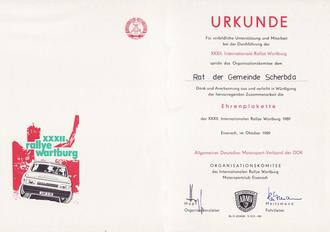 XXXII
rallye
wartburg
URKUNDE
Für vorbildliche Unterstützung und Mitarbeit
bei der Durchführung der
XXXII. Internationale Rallye Wartburg
spricht das Organisationskomitee dem
Rat der Gemeinde Scherbda
Dank und Anerkennung aus und verleiht in Würdigung
der hervorragenden Zusammenarbeit die
Ehrenplakette
der XXXII. Internationalen Rallye Wartburg 1989
Eisenach, im Oktober 1989
Allgemeiner Deutscher Motorsport-Verband der DDR
ORGANISATIONSKOMITEE
der Internationalen Rallye Wartburg
Motorsportclub Eisenach
Organisationsleiter
ADMV
Fahrtleiter